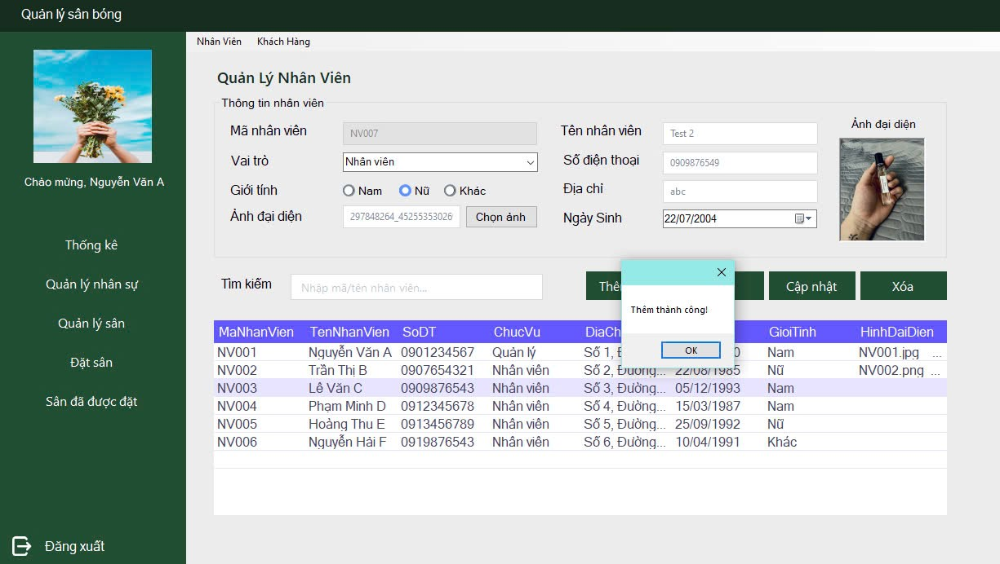 Quản lý sân bóng
Nhân Viên Khách Hàng
Chào mừng, Nguyễn Văn A
Thống kê
Quản lý nhân sự
Quản lý sân
Đặt sân
Sân đã được đặt
Đăng xuất
Quản Lý Nhân Viên
Thông tin nhân viên
Mã nhân viên NV007 Tên nhân viên Test 2 Ảnh đại diện
Vai trò Nhân viên Số điện thoại 0909876549
Giới tính Nam Nữ Khác Địa chỉ abc
Ảnh đại diện 297848264_45255353026 Chọn ảnh Ngày Sinh 22/07/2004
Tìm kiếm Nhập mã/tên nhân viên... Cập nhật Xóa
Thêm thành công!
OK
MaNhanVien TenNhanVien SoDT ChucVu GioiTinh HinhDaiDien
NV001 Nguyễn Văn A 0901234567 Quản lý Số 1, Nam NV001.jpg ...
NV002 Trần Thị B 0907654321 Nhân viên Số 2, Đường... 22/08/1985 Nữ NV002.png ...
NV003 Lê Văn C 0909876543 Nhân viên Số 3, Đường... 05/12/1993 Nam
NV004 Phạm Minh D 0912345678 Nhân viên Số 4, Đường... 15/03/1987 Nam
NV005 Hoàng Thu E 0913456789 Nhân viên Số 5, Đường... 25/09/1992 Nữ
NV006 Nguyễn Hải F 0919876543 Nhân viên Số 6, Đường... 10/04/1991 Khác